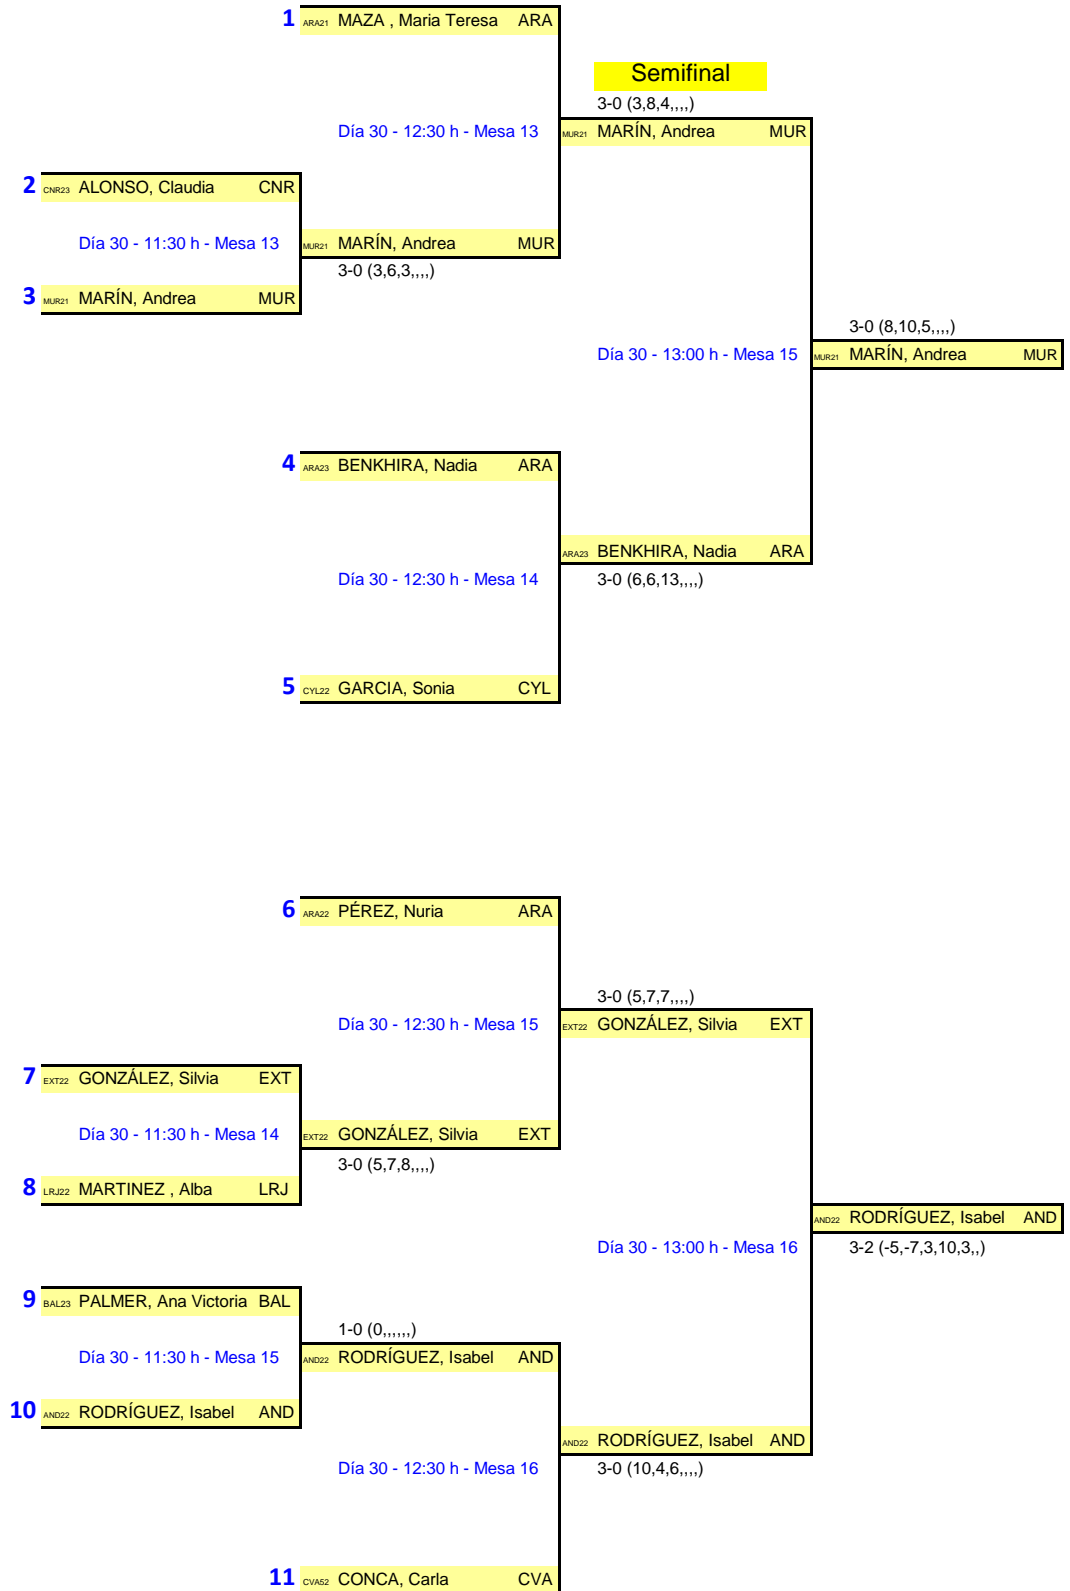 1 ARA21 MAZA , Maria Teresa ARA
Semifinal
3-0 (3,8,4,,,,)
Día 30 - 12:30 h - Mesa 13
MUR21 MARÍN, Andrea MUR
2 CNR23 ALONSO, Claudia CNR
Día 30 - 11:30 h - Mesa 13
MUR21 MARÍN, Andrea MUR
3-0 (3,6,3,,,,)
3 MUR21 MARÍN, Andrea MUR
3-0 (8,10,5,,,,)
Día 30 - 13:00 h - Mesa 15
MUR21 MARÍN, Andrea MUR
4 ARA23 BENKHIRA, Nadia ARA
ARA23 BENKHIRA, Nadia ARA
Día 30 - 12:30 h - Mesa 14
3-0 (6,6,13,,,,)
5 CYL22 GARCIA, Sonia CYL
6 ARA22 PÉREZ, Nuria ARA
3-0 (5,7,7,,,,)
Día 30 - 12:30 h - Mesa 15
EXT22 GONZÁLEZ, Silvia EXT
7 EXT22 GONZÁLEZ, Silvia EXT
Día 30 - 11:30 h - Mesa 14
EXT22 GONZÁLEZ, Silvia EXT
3-0 (5,7,8,,,,)
8 LRJ22 MARTINEZ , Alba LRJ
AND22 RODRÍGUEZ, Isabel AND
Día 30 - 13:00 h - Mesa 16
3-2 (-5,-7,3,10,3,,)
9 BAL23 PALMER, Ana Victoria BAL
1-0 (0,,,,,,)
Día 30 - 11:30 h - Mesa 15
AND22 RODRÍGUEZ, Isabel AND
10 AND22 RODRÍGUEZ, Isabel AND
AND22 RODRÍGUEZ, Isabel AND
Día 30 - 12:30 h - Mesa 16
3-0 (10,4,6,,,,)
11 CVA52 CONCA, Carla CVA